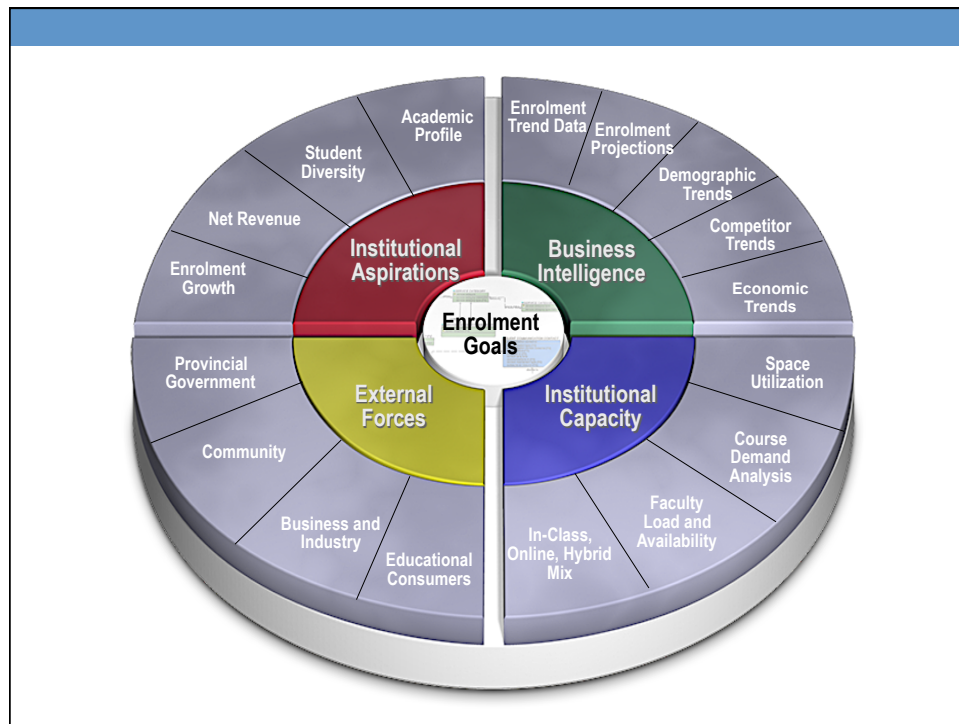 Academic
Profile
Student
Diversity
Net Revenue
Enrolment
Growth
Institutional
Aspirations
Enrolment
Trend Data
Enrolment
Projections
Demographic
Trends
Competitor
Trends
Economic
Trends
Business
Intelligence
Enrolment
Goals
Provincial
Government
Community
Business and
Industry
Educational
Consumers
External
Forces
Institutional
Capacity
Space
Utilization
Course
Demand
Analysis
Faculty
Load and
Availability
In-Class,
Online, Hybrid
Mix